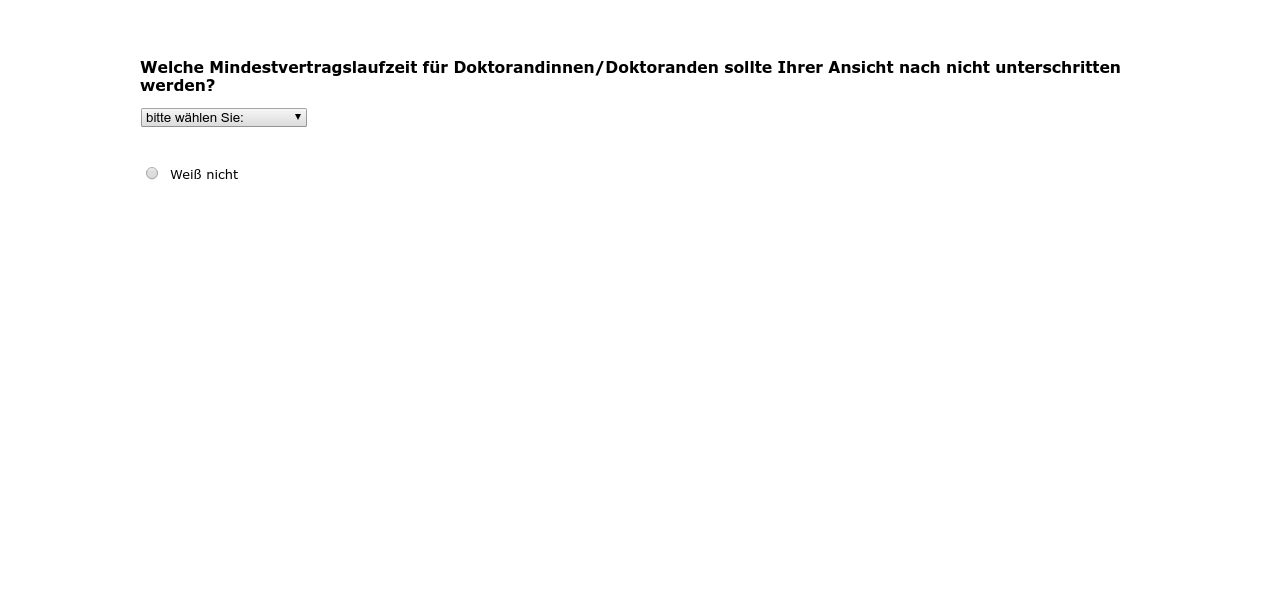 Welche Mindestvertragslaufzeit für Doktorandinnen/Doktoranden sollte Ihrer Ansicht nach nicht unterschritten
werden?
bitte wählen Sie:
Weiß nicht